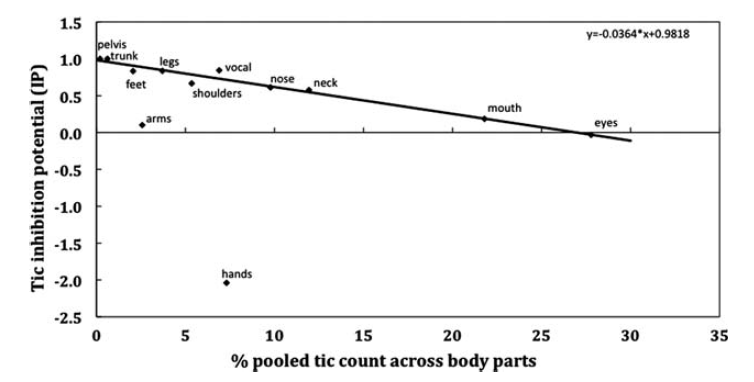 1.5
y=-0.0364*x+0.9818
pelvis
1.0
trunk
legs
vocal
feet
shoulders
nose
neck
0.5
mouth
arms
eyes
0.0
-0.5
-1.0
-1.5
hands
-2.0
-2.5
Tic inhibition potential (IP)
0 5 10 15 20 25 30 35
% pooled tic count across body parts